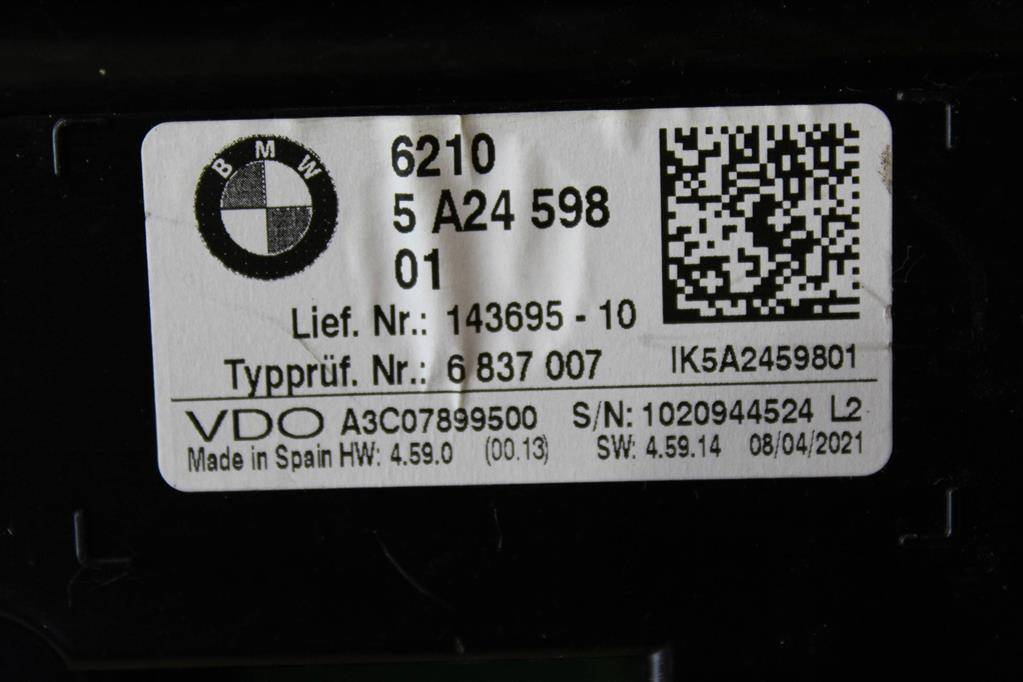 BMW
6210
5 A24 598
01
Lief. Nr.: 143695 - 10
Typprüf. Nr.: 6 837 007
IK5A2459801
VDO A3C07899500 S/N: 1020944524 L2
Made in Spain HW: 4.59.0 (00.13) SW: 4.59.14 08/04/2021